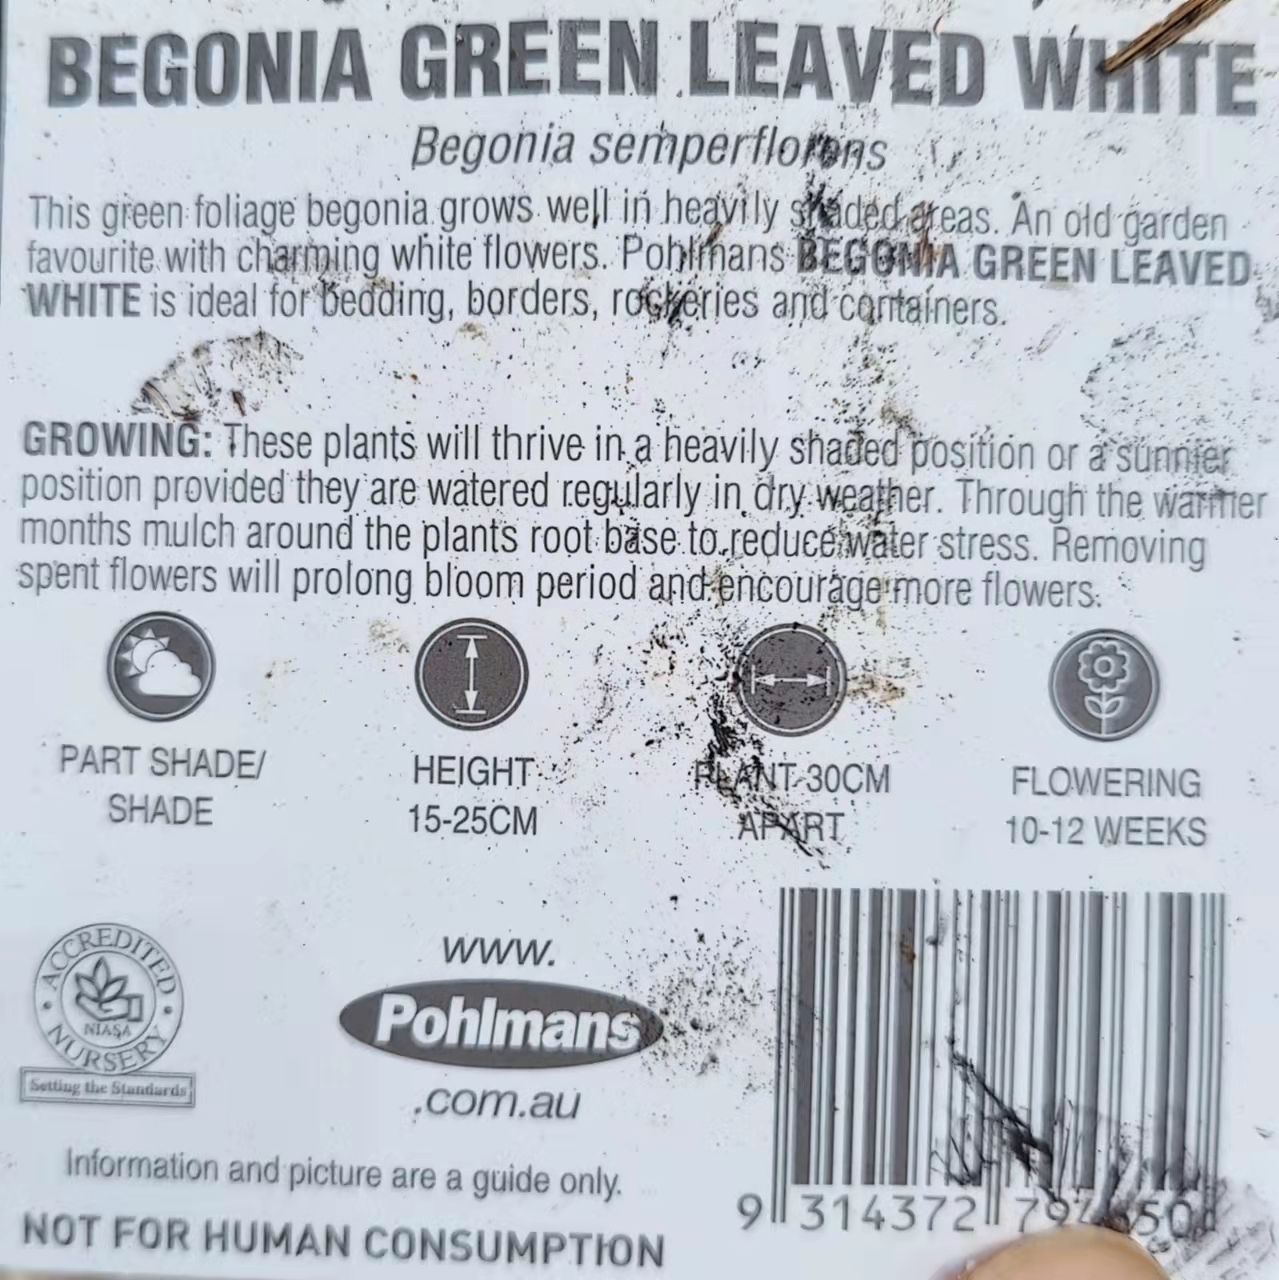 BEGONIA GREEN LEAVED WHITE
Begonia semperflorens
This green foliage begonia grows well in heavily shaded areas. An old garden
favourite with charming white flowers. Pohlmans BEGONIA GREEN LEAVED
WHITE is ideal for bedding, borders, rockeries and containers.
GROWING: These plants will thrive in a heavily shaded position or a sunnier
position provided they are watered regularly in dry weather. Through the warmer
months mulch around the plants root base to reduce water stress. Removing
spent flowers will prolong bloom period and encourage more flowers.
PART SHADE/
SHADE
HEIGHT
15-25CM
PLANT 30CM
APART
FLOWERING
10-12 WEEKS
ACCREDITED
NIASA
NURSERY
Setting the Standards
www.
Pohlmans
.com.au
Information and picture are a guide only.
NOT FOR HUMAN CONSUMPTION
9 314372